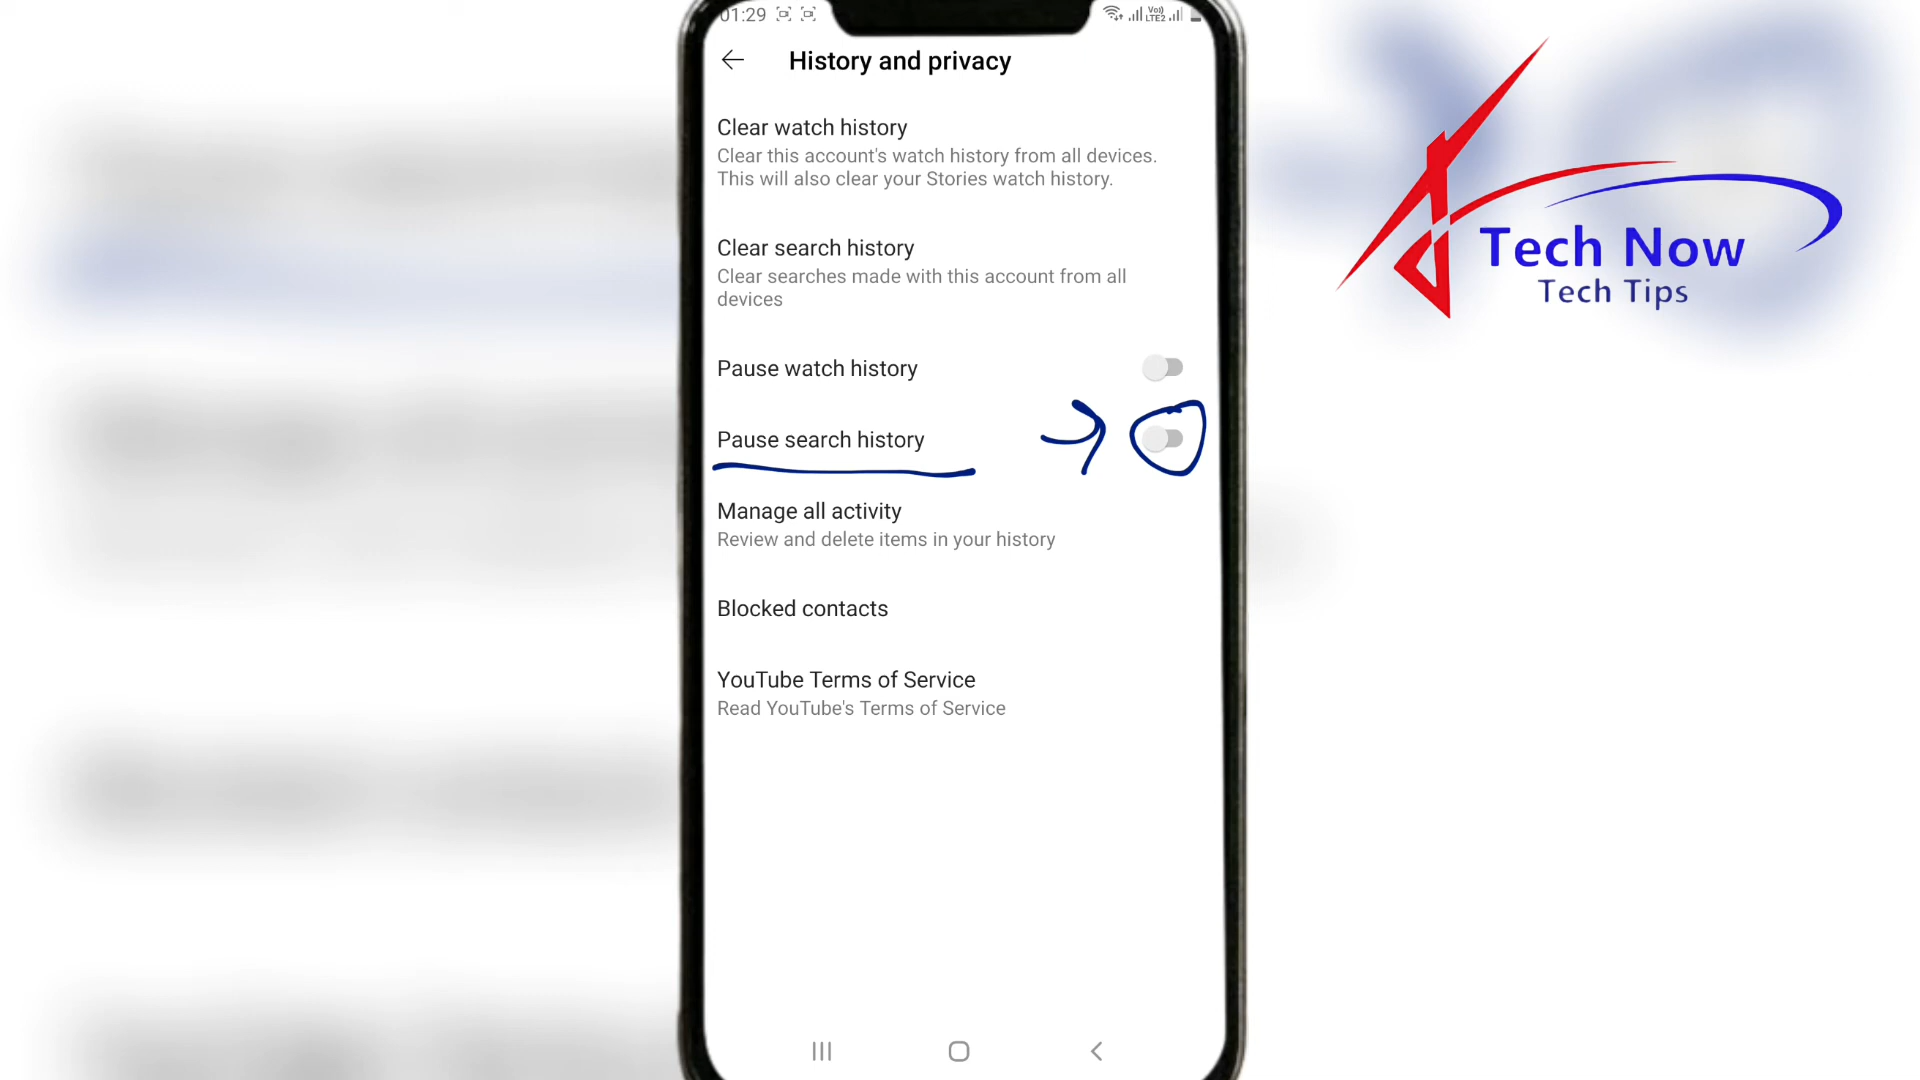 01:29
Vo)) LTE2
History and privacy
Clear watch history
Clear this account's watch history from all devices.
This will also clear your Stories watch history.
Clear search history
Clear searches made with this account from all
devices
Pause watch history
Pause search history
Manage all activity
Review and delete items in your history
Blocked contacts
YouTube Terms of Service
Read YouTube's Terms of Service
Tech Now
Tech Tips